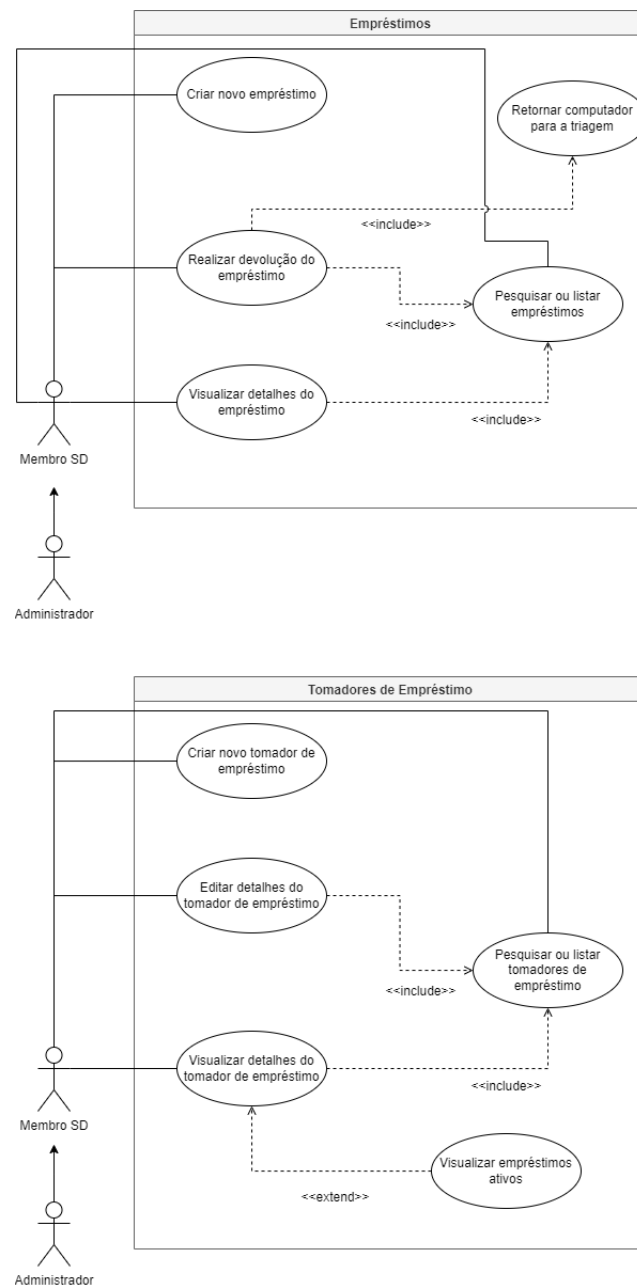 Empréstimos
Criar novo empréstimo
Retornar computador
para a triagem
<<include>>
Realizar devolução do
empréstimo
Pesquisar ou listar
empréstimos
<<include>>
Visualizar detalhes do
empréstimo
<<include>>
Membro SD
Administrador
Tomadores de Empréstimo
Criar novo tomador de
empréstimo
Editar detalhes do
tomador de empréstimo
Pesquisar ou listar
tomadores de
empréstimo
<<include>>
Visualizar detalhes do
tomador de empréstimo
<<include>>
Membro SD
Visualizar empréstimos
ativos
<<extend>>
Administrador